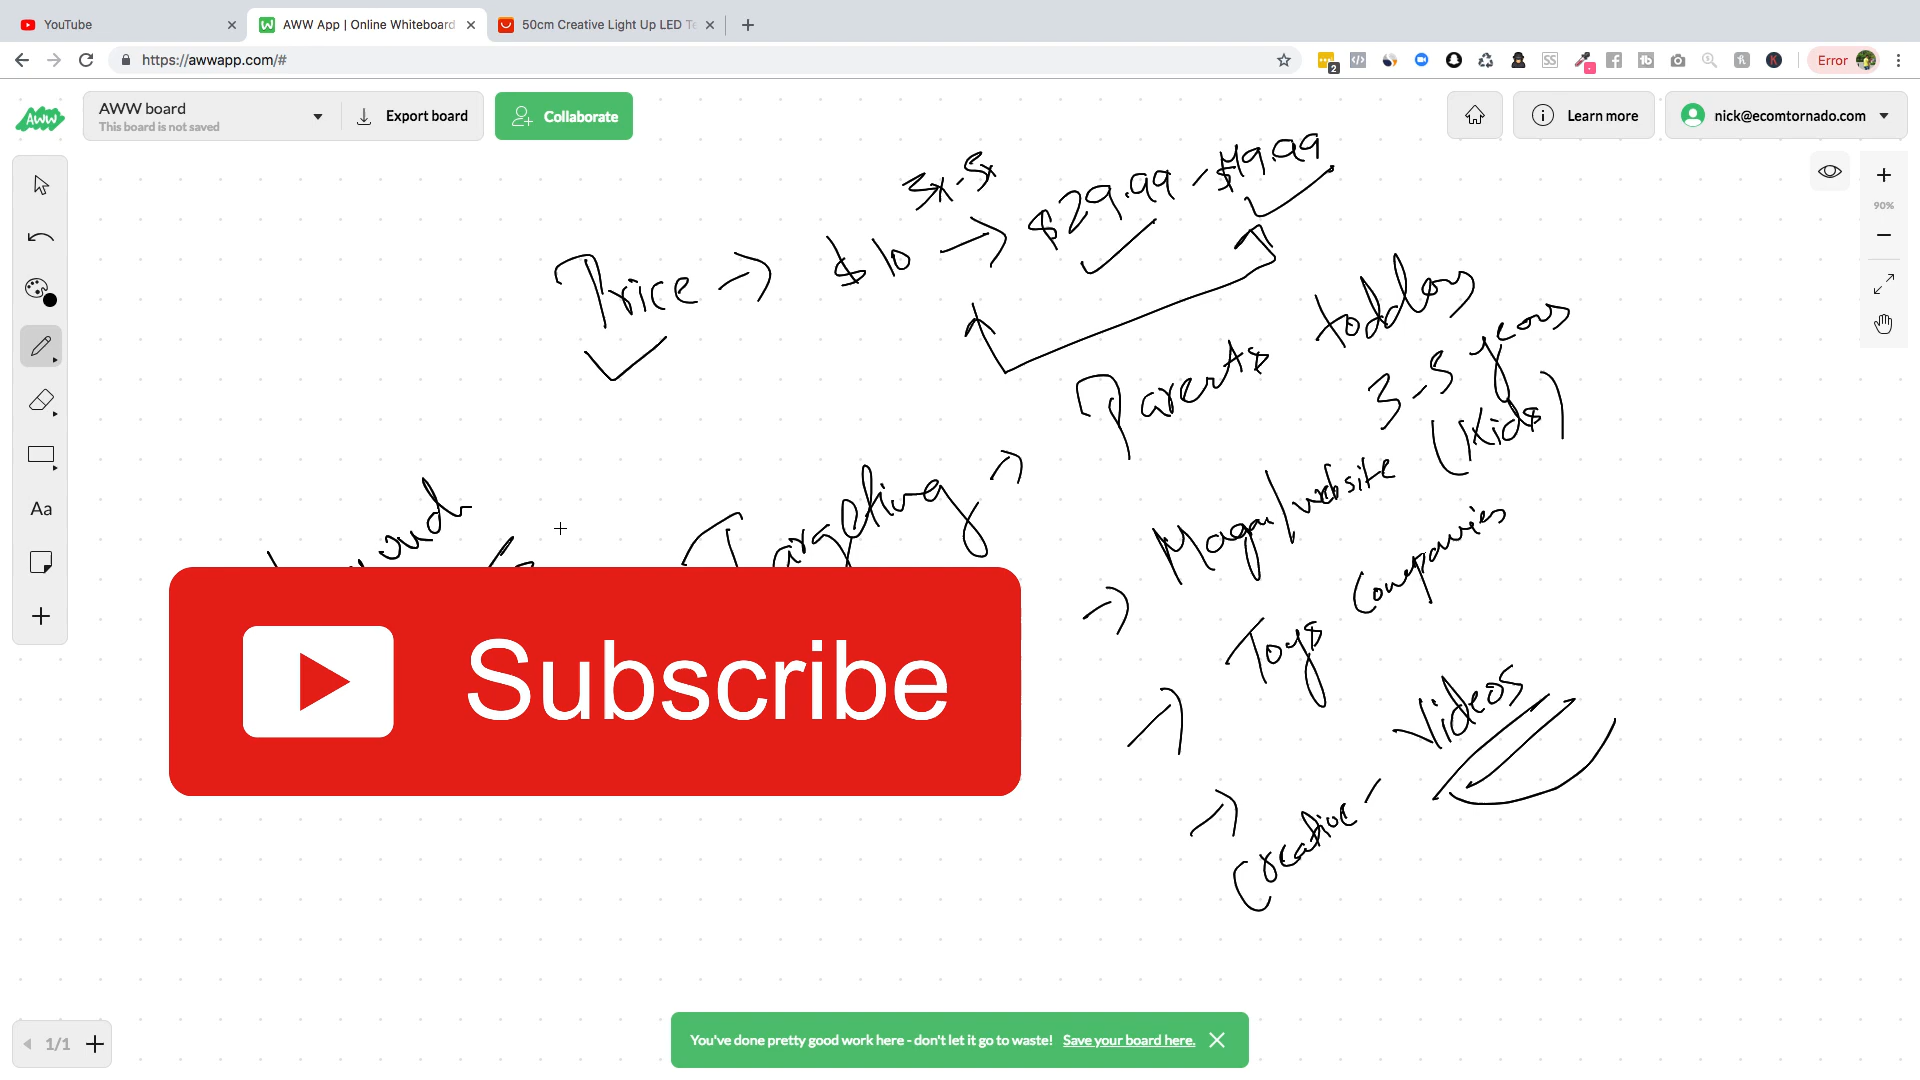 YouTube
AWW App | Online Whiteboard
50cm Creative Light Up LED Te
https://awwapp.com/#
Error
AWW board
This board is not saved
Export board
Collaborate
Learn more
nick@ecomtornado.com
90%
Aa
3x-5x
Price → $10 → $29.99 - $49.99
Parents toddlers
3-5 years
(Kids)
Targeting →
→ Magaz/website
→ Toys Companies
→ Creative - Videos
Subscribe
1/1
You've done pretty good work here - don't let it go to waste! Save your board here.